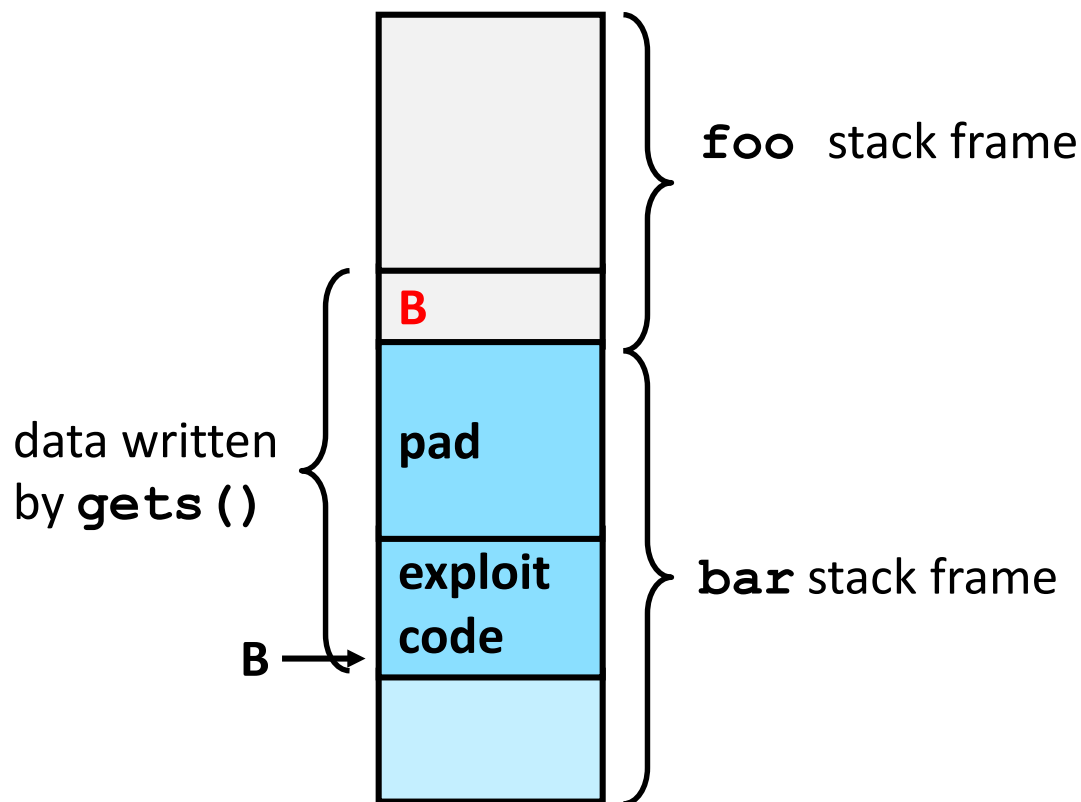 foo stack frame
B
pad
data written
by gets()
exploit
code
bar stack frame
B